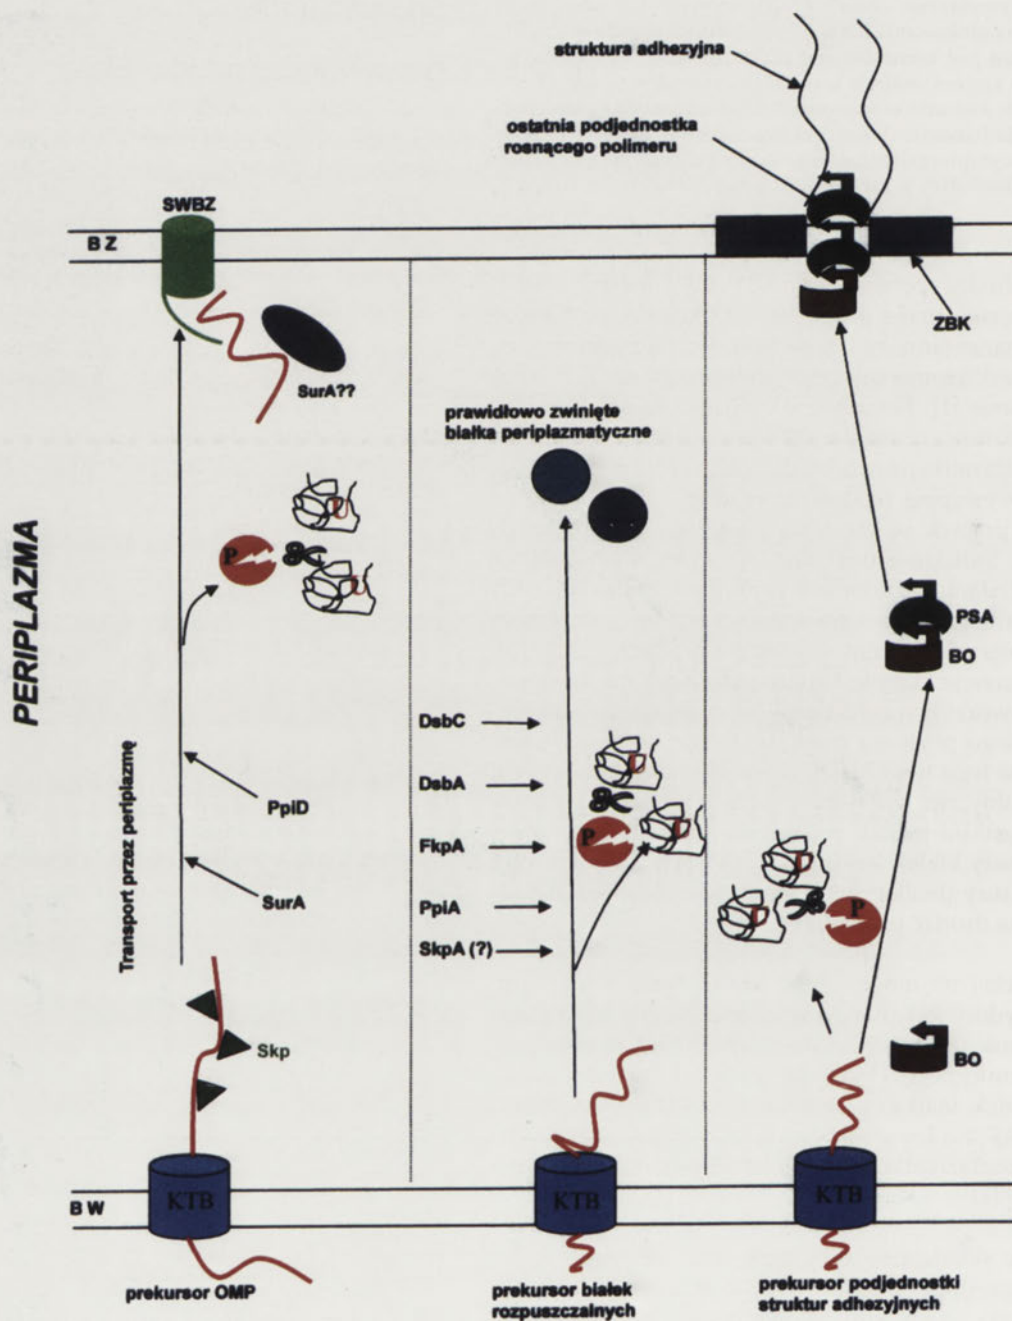 struktura adhezyjna
ostatnia podjednostka
rosnącego polimeru
SWBZ
B Z
ZBK
SurA??
prawidłowo zwinięte
białka periplazmatyczne
U
P
U
PERIPLAZMA
Transport przez periplazmę
PSA
BO
DsbC
DsbA
FkpA
PpiA
SkpA (?)
PpiD
SurA
U
P
U
U
U
P
Skp
BO
B W
KTB
KTB
KTB
prekursor OMP
prekursor białek
rozpuszczalnych
prekursor podjednostki
struktur adhezyjnych